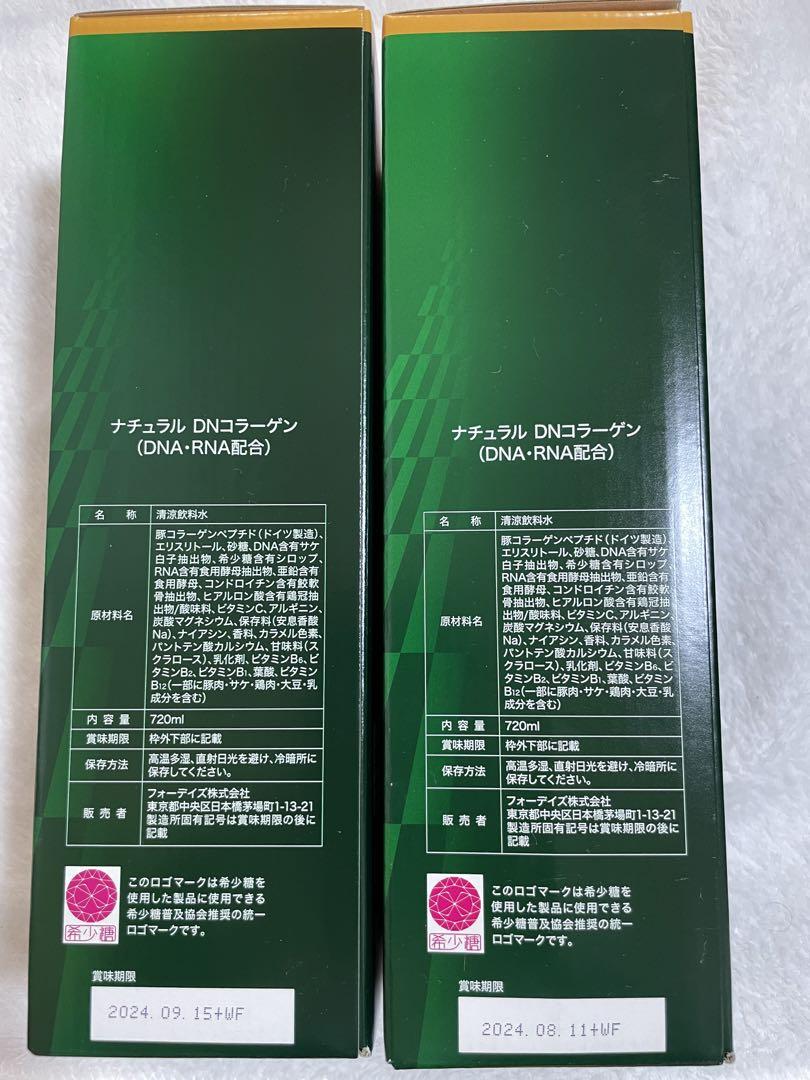 ナチュラル DNコラーゲン
(DNA・RNA配合)
名 称 清涼飲料水
原材料名
豚コラーゲンペプチド(ドイツ製造)、
エリスリトール、砂糖、DNA含有サケ
白子抽出物、希少糖含有シロップ、
RNA含有食用酵母抽出物、亜鉛含有
食用酵母、コンドロイチン含有鮫軟
骨抽出物、ヒアルロン酸含有鶏冠抽
出物/酸味料、ビタミンC、アルギニン、
炭酸マグネシウム、保存料(安息香酸
Na)、ナイアシン、香料、カラメル色素、
パントテン酸カルシウム、甘味料(ス
クラロース)、乳化剤、ビタミンB6、ビ
タミンB2、ビタミンB1、葉酸、ビタミン
B12(一部に豚肉・サケ・鶏肉・大豆・乳
成分を含む)
内容量 720ml
賞味期限 枠外下部に記載
保存方法 高温多湿、直射日光を避け、冷暗所に
保存してください。
販売者
フォーデイズ株式会社
東京都中央区日本橋茅場町1-13-21
製造所固有記号は賞味期限の後に
記載
希少糖
このロゴマークは希少糖を
使用した製品に使用できる
希少糖普及協会推奨の統一
ロゴマークです。
賞味期限
2024.09.15+WF
ナチュラル DNコラーゲン
(DNA・RNA配合)
名 称 清涼飲料水
原材料名
豚コラーゲンペプチド(ドイツ製造)、
エリスリトール、砂糖、DNA含有サケ
白子抽出物、希少糖含有シロップ、
RNA含有食用酵母抽出物、亜鉛含有
食用酵母、コンドロイチン含有鮫軟
骨抽出物、ヒアルロン酸含有鶏冠抽
出物/酸味料、ビタミンC、アルギニン、
炭酸マグネシウム、保存料(安息香酸
Na)、ナイアシン、香料、カラメル色素、
パントテン酸カルシウム、甘味料(ス
クラロース)、乳化剤、ビタミンB6、ビ
タミンB2、ビタミンB1、葉酸、ビタミン
B12(一部に豚肉・サケ・鶏肉・大豆・乳
成分を含む)
内容量 720ml
賞味期限 枠外下部に記載
保存方法 高温多湿、直射日光を避け、冷暗所に
保存してください。
販売者
フォーデイズ株式会社
東京都中央区日本橋茅場町1-13-21
製造所固有記号は賞味期限の後に
記載
希少糖
このロゴマークは希少糖を
使用した製品に使用できる
希少糖普及協会推奨の統一
ロゴマークです。
賞味期限
2024.08.11+WF